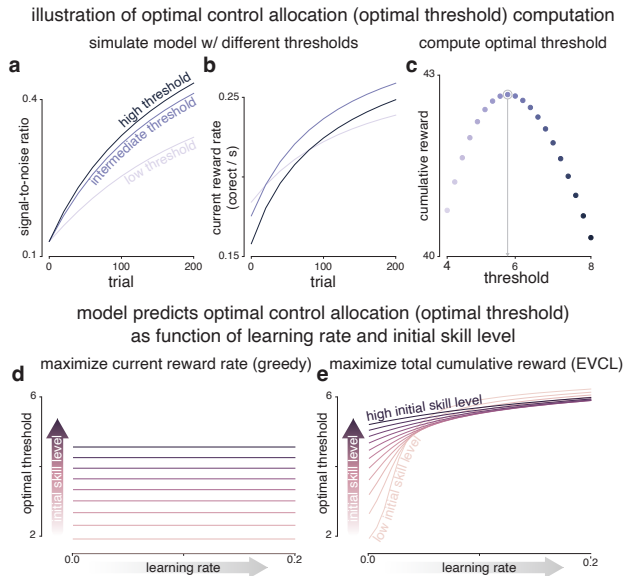 illustration of optimal control allocation (optimal threshold) computation
simulate model w/ different thresholds
compute optimal threshold
a
b
c
signal-to-noise ratio
0.4
0.1
high threshold
intermediate threshold
low threshold
0
100
200
trial
current reward rate
(corect / s)
0.25
0.15
0
100
200
trial
cumulative reward
43
40
4
6
8
threshold
model predicts optimal control allocation (optimal threshold)
as function of learning rate and initial skill level
maximize current reward rate (greedy)
maximize total cumulative reward (EVCL)
d
e
optimal threshold
6
2
initial skill level
0.0
0.2
learning rate
optimal threshold
6
2
initial skill level
high initial skill level
low initial skill level
0.0
0.2
learning rate